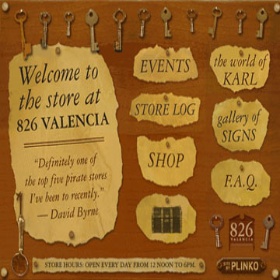 Welcome to
the store at
826 VALENCIA
"Definitely one of
the top five pirate stores
I've been to recently."
— David Byrne
EVENTS
STORE LOG
SHOP
the world of
KARL
gallery of
SIGNS
F.A.Q.
826
VALENCIA
STORE HOURS: OPEN EVERY DAY FROM 12 NOON TO 6PM
PLINKO